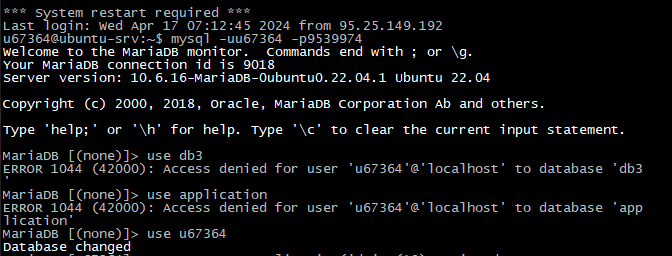 *** System restart required ***
Last login: Wed Apr 17 07:12:45 2024 from 95.25.149.192
u67364@ubuntu-srv:~$ mysql -uu67364 -p9539974
Welcome to the MariaDB monitor.  Commands end with ; or \g.
Your MariaDB connection id is 9018
Server version: 10.6.16-MariaDB-0ubuntu0.22.04.1 Ubuntu 22.04
Copyright (c) 2000, 2018, Oracle, MariaDB Corporation Ab and others.
Type 'help;' or '\h' for help. Type '\c' to clear the current input statement.
MariaDB [(none)]> use db3
ERROR 1044 (42000): Access denied for user 'u67364'@'localhost' to database 'db3
'
MariaDB [(none)]> use application
ERROR 1044 (42000): Access denied for user 'u67364'@'localhost' to database 'app
lication'
MariaDB [(none)]> use u67364
Database changed